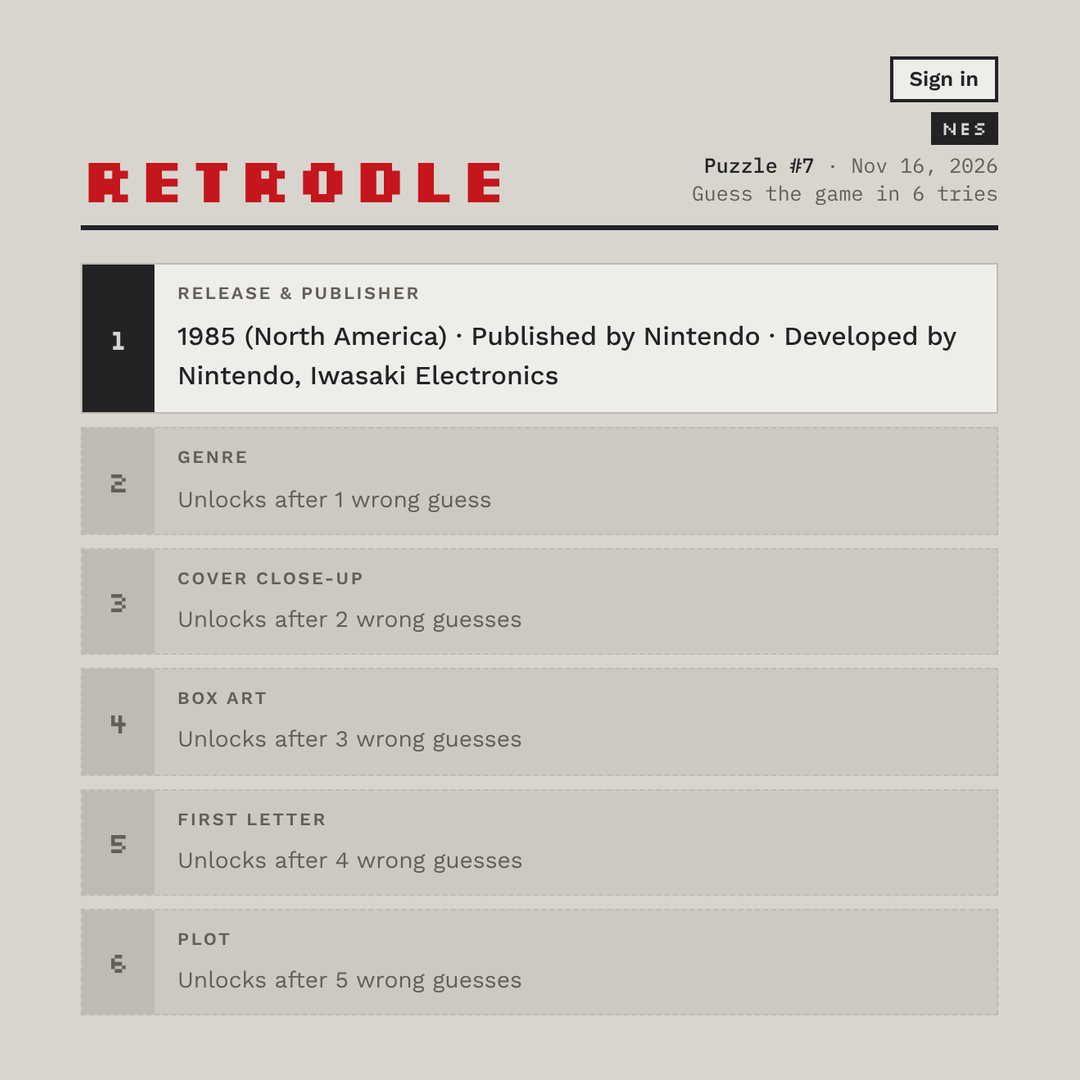 Sign in
NES
RETRODLE
Puzzle #7 · Nov 16, 2026
Guess the game in 6 tries
1
RELEASE & PUBLISHER
1985 (North America) · Published by Nintendo · Developed by
Nintendo, Iwasaki Electronics
2
GENRE
Unlocks after 1 wrong guess
3
COVER CLOSE-UP
Unlocks after 2 wrong guesses
4
BOX ART
Unlocks after 3 wrong guesses
5
FIRST LETTER
Unlocks after 4 wrong guesses
6
PLOT
Unlocks after 5 wrong guesses